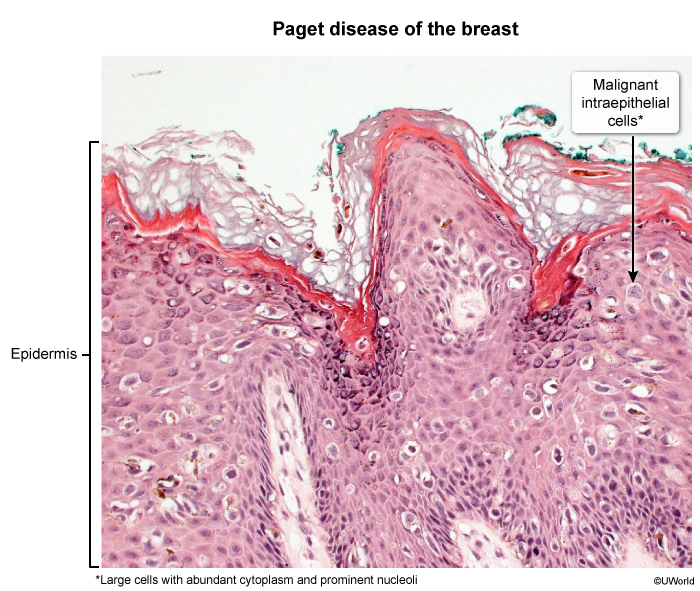 Paget disease of the breast
Malignant
intraepithelial
cells*
Epidermis
*Large cells with abundant cytoplasm and prominent nucleoli
©UWorld